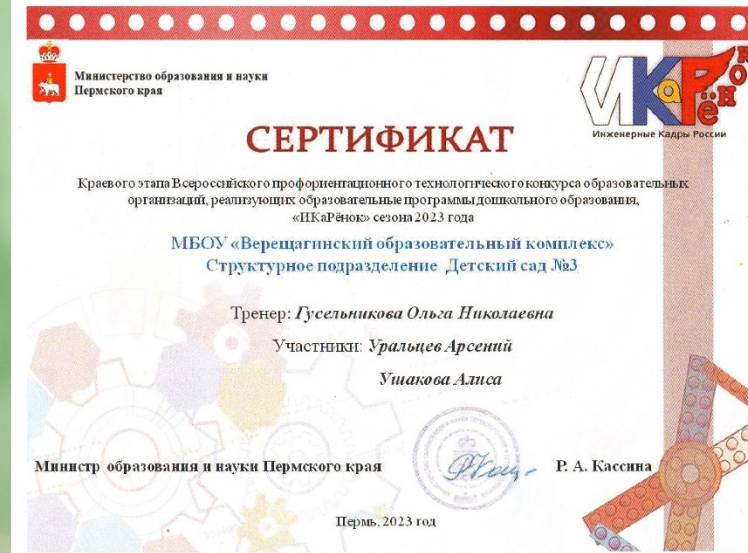 Министерство образования и науки
Пермского края
ИКаРёнок
Инженерные Кадры России
СЕРТИФИКАТ
Краевого этапа Всероссийского профориентационного технологического конкурса образовательных
организаций, реализующих образовательные программы дошкольного образования,
«ИКаРёнок» сезона 2023 года
МБОУ «Верещагинский образовательный комплекс»
Структурное подразделение Детский сад №3
Тренер: Гусельникова Ольга Николаевна
Участники: Уральцев Арсений
Ушакова Алиса
Министр образования и науки Пермского края
Р. А. Кассина
Пермь, 2023 год